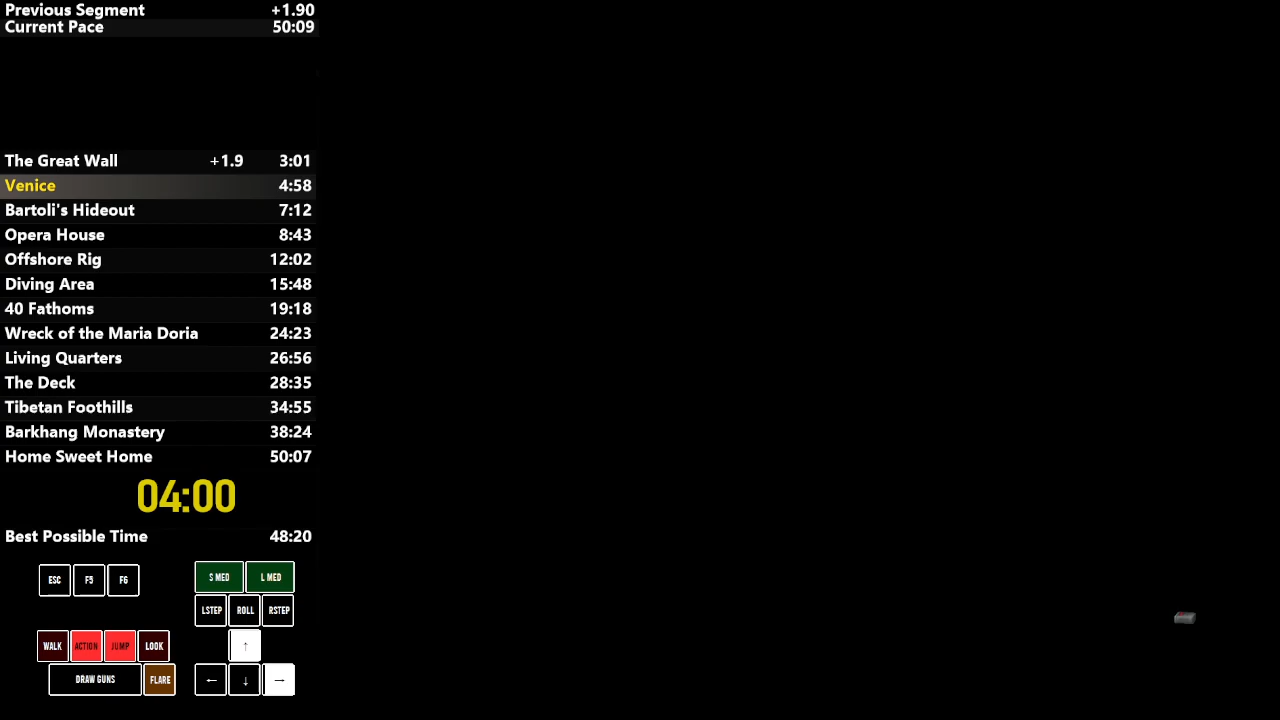 Previous Segment +1.90
Current Pace 50:09
The Great Wall +1.9 3:01
Venice 4:58
Bartoli's Hideout 7:12
Opera House 8:43
Offshore Rig 12:02
Diving Area 15:48
40 Fathoms 19:18
Wreck of the Maria Doria 24:23
Living Quarters 26:56
The Deck 28:35
Tibetan Foothills 34:55
Barkhang Monastery 38:24
Home Sweet Home 50:07
04:00
Best Possible Time 48:20
ESC F5 F6 S MED L MED
LSTEP ROLL RSTEP
WALK ACTION JUMP LOOK ↑
DRAW GUNS FLARE ← ↓ →